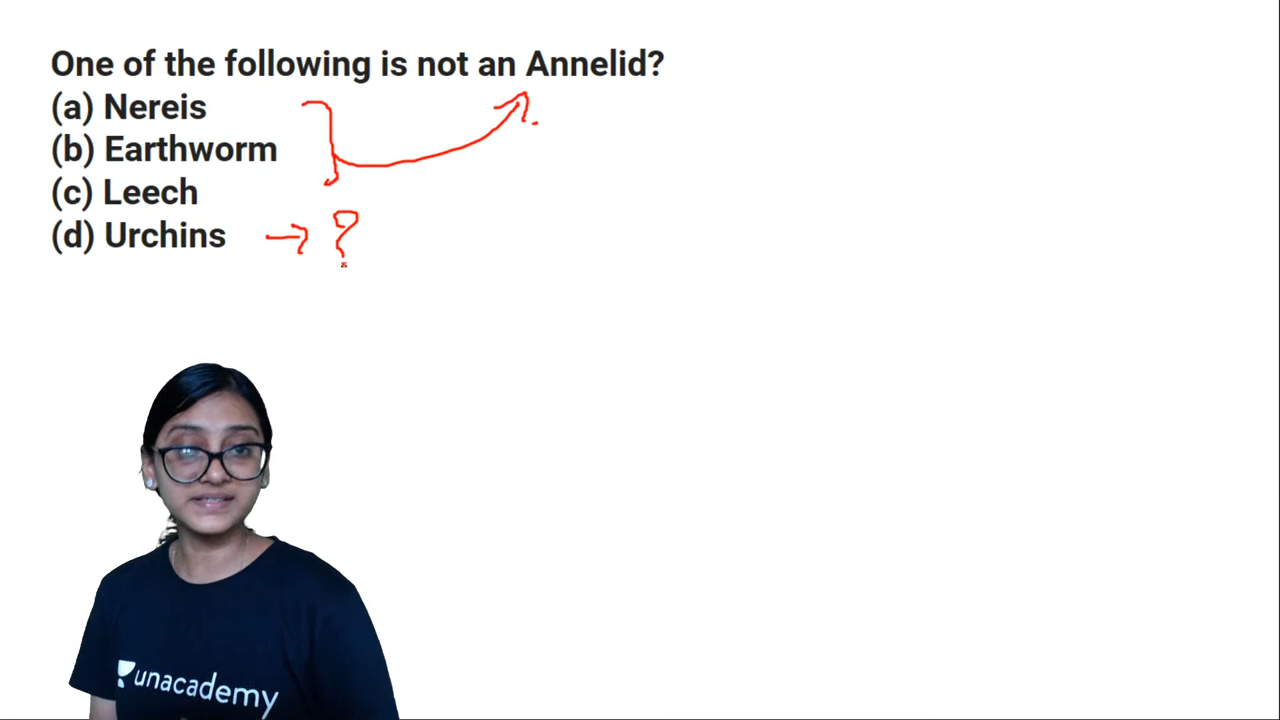 One of the following is not an Annelid?
(a) Nereis
(b) Earthworm
(c) Leech
(d) Urchins → ?
unacademy